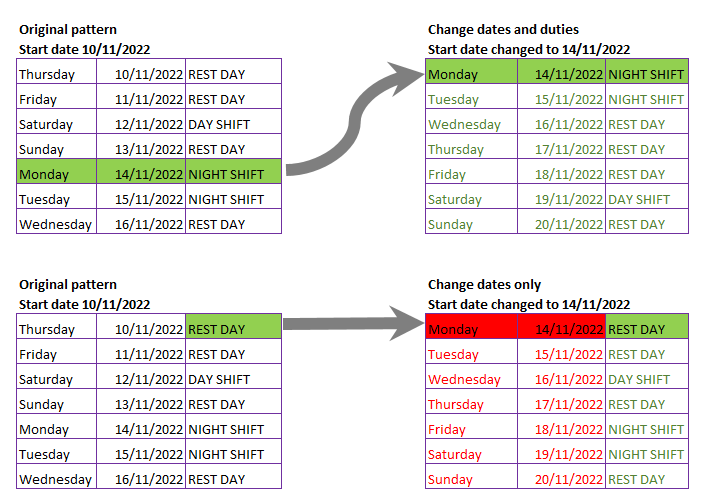 Original pattern
Start date 10/11/2022
Thursday 10/11/2022 REST DAY
Friday 11/11/2022 REST DAY
Saturday 12/11/2022 DAY SHIFT
Sunday 13/11/2022 REST DAY
Monday 14/11/2022 NIGHT SHIFT
Tuesday 15/11/2022 NIGHT SHIFT
Wednesday 16/11/2022 REST DAY
Change dates and duties
Start date changed to 14/11/2022
Monday 14/11/2022 NIGHT SHIFT
Tuesday 15/11/2022 NIGHT SHIFT
Wednesday 16/11/2022 REST DAY
Thursday 17/11/2022 REST DAY
Friday 18/11/2022 REST DAY
Saturday 19/11/2022 DAY SHIFT
Sunday 20/11/2022 REST DAY
Original pattern
Start date 10/11/2022
Thursday 10/11/2022 REST DAY
Friday 11/11/2022 REST DAY
Saturday 12/11/2022 DAY SHIFT
Sunday 13/11/2022 REST DAY
Monday 14/11/2022 NIGHT SHIFT
Tuesday 15/11/2022 NIGHT SHIFT
Wednesday 16/11/2022 REST DAY
Change dates only
Start date changed to 14/11/2022
Monday 14/11/2022 REST DAY
Tuesday 15/11/2022 REST DAY
Wednesday 16/11/2022 DAY SHIFT
Thursday 17/11/2022 REST DAY
Friday 18/11/2022 NIGHT SHIFT
Saturday 19/11/2022 NIGHT SHIFT
Sunday 20/11/2022 REST DAY